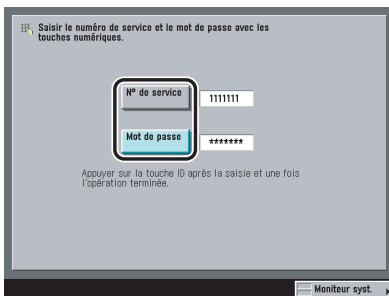 Saisir le numéro de service et le mot de passe avec les
touches numériques.
N° de service
1111111
Mot de passe
*******
Appuyer sur la touche ID après la saisie et une fois
l'opération terminée.
Moniteur syst.